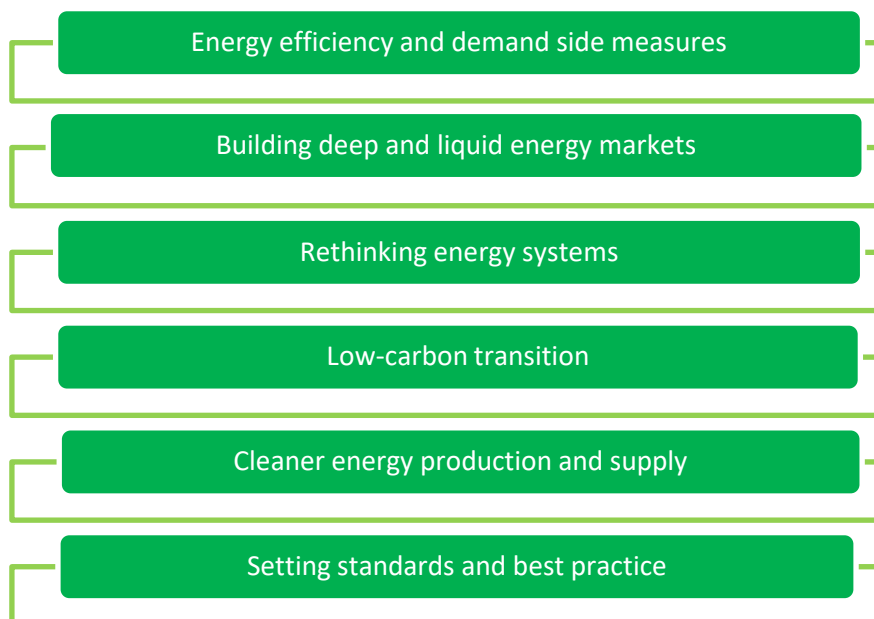 Energy efficiency and demand side measures
Building deep and liquid energy markets
Rethinking energy systems
Low-carbon transition
Cleaner energy production and supply
Setting standards and best practice